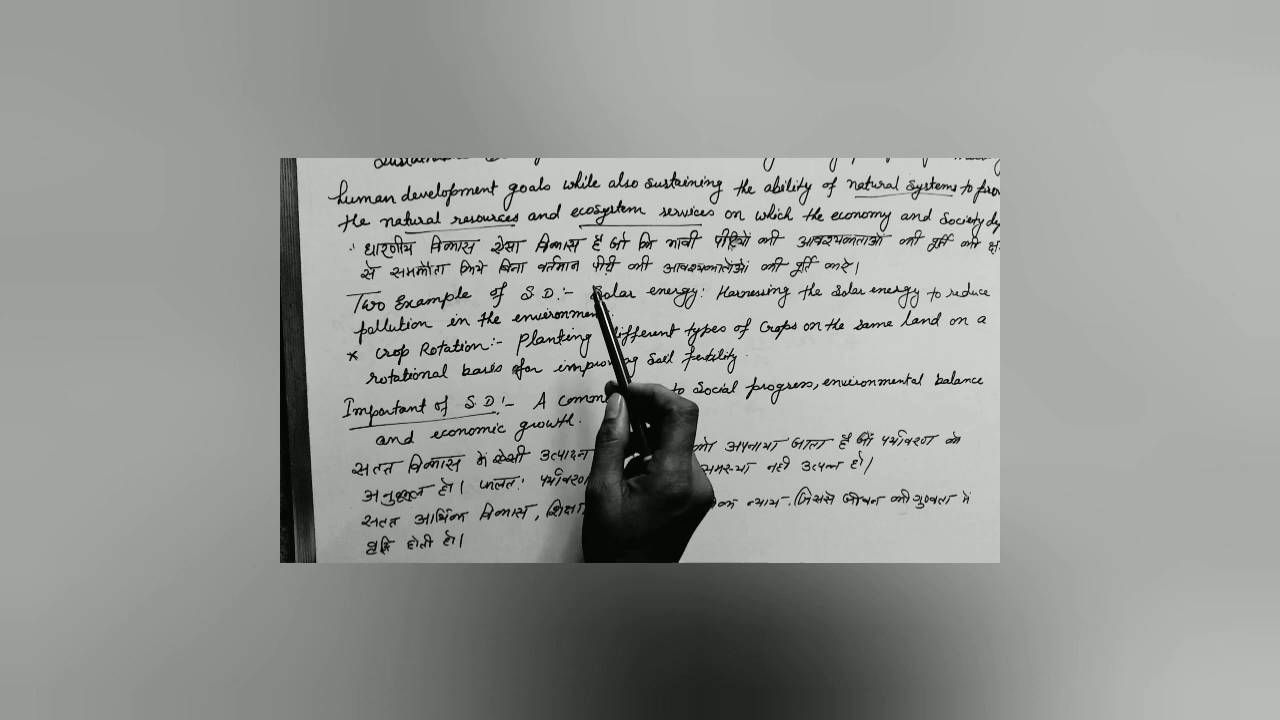 human development goals while also sustaining the ability of natural systems to
the natural resources and ecosystem services on which the economy and society
धारणीय विकास ऐसा विकास है जो कि भावी पीढ़ियों की आवश्यकताओं की पूर्ति की
से समझौता किये बिना वर्तमान पीढ़ी की आवश्यकताओं की पूर्ति करे।
Two Example of S.D:- Solar energy: Harnessing the solar energy to reduce
pollution in the environment.
* Crop Rotation:- Planting different types of Crops on the same land on a
rotational basis for improving soil fertility.
Important of S.D:- A to social progress, environmental balance
and economic growth.
सतत विकास में ऐसी उत्पादन को अपनाया जाता है जो पर्यावरण के
अनुकूल हो। फलत: समस्या नही उत्पन्न हो।
सतत आर्थिक विकास, शिक्षा न्याय. जिससे जीवन की गुणवता में
वृद्धि होती हो।